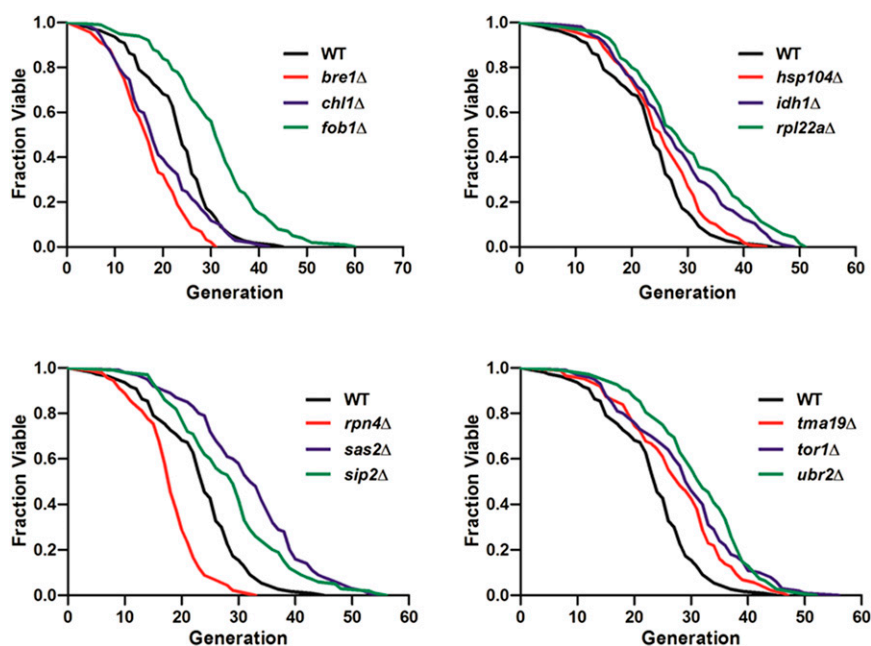 1.0
0.8
0.6
0.4
0.2
0.0
Fraction Viable
0 10 20 30 40 50 60 70
Generation
WT
bre1Δ
chl1Δ
fob1Δ
1.0
0.8
0.6
0.4
0.2
0.0
Fraction Viable
0 10 20 30 40 50 60
Generation
WT
hsp104Δ
idh1Δ
rpl22aΔ
1.0
0.8
0.6
0.4
0.2
0.0
Fraction Viable
0 10 20 30 40 50 60
Generation
WT
rpn4Δ
sas2Δ
sip2Δ
1.0
0.8
0.6
0.4
0.2
0.0
Fraction Viable
0 10 20 30 40 50 60
Generation
WT
tma19Δ
tor1Δ
ubr2Δ